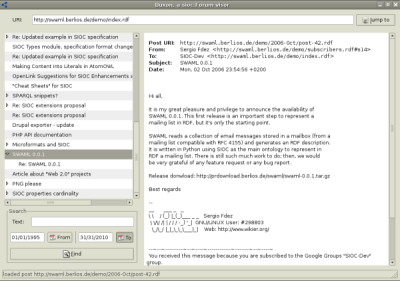 Buxon, a sioc:Forum viser
URI: http://swaml.berlios.de/demo/index.rdf Jump to
Re: Updated example in SIOC specification
SIOC Types module, specification format change
Re: Updated example in SIOC specification
Making Content into Literals in AtomOWL
OpenLink Suggestions for SIOC Enhancements a
"Cheat Sheets" for SIOC
SPARQL snippets?
Re: SIOC extensions proposal
Re: SIOC extensions proposal
Drupal exporter - update
PHP API documentation
Microformats and SIOC
SWAML 0.0.1
Re: SWAML 0.0.1
Article about "Web 2.0" projects
PNG please
SIOC properties cardinality
Search
Text:
01/01/1995 From 31/31/2010 To
Find
Post URI: http://swaml.berlios.de/demo/2006-Oct/post-42.rdf
From: Sergio Fdez <http://swaml.berlios.de/demo/subscribers.rdf#s14>
To: SIOC-Dev <http://swaml.berlios.de/demo/index.rdf>
Subject: SWAML 0.0.1
Date: Mon, 02 Oct 2006 23:54:56 +0200
Hi all,
it is my great pleasure and privilege to announce the availability of
SWAML 0.0.1. This first release is an important step to represent a
mailing list in RDF, but it's only the starting point.
SWAML reads a collection of email messages stored in a mailbox (from a
mailing list compatible with RFC 4155) and generates an RDF description.
It is written in Python using SIOC as the main ontology to represent in
RDF a mailing list. There is still such work to do; then, we would
be very grateful of any feature request or any bug report.
Release donwload: http://prdownload.berlios.de/swaml/swaml-0.0.1.tar.gz
Best regards
--
Sergio Fdez
GNU/LiNUX User: #298803
Web: http://www.wikier.org/
You received this message because you are subscribed to the Google Groups "SIOC-Dev"
group.
loaded post http://swaml.berlios.de/demo/2006-Oct/post-42.rdf